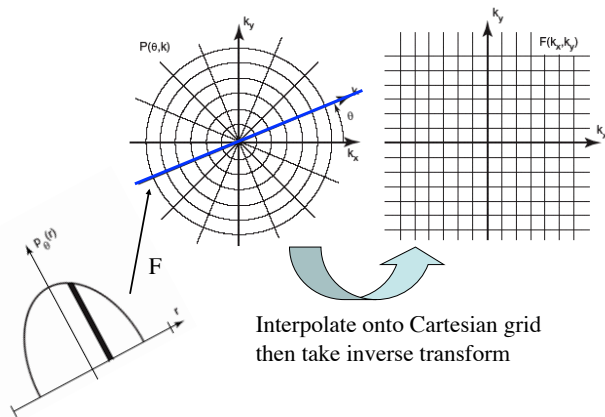 k_y
P(θ,k)
k
θ
k_x
k_y
F(k_x,k_y)
k_x
p_θ(r)
r
F
Interpolate onto Cartesian grid
then take inverse transform